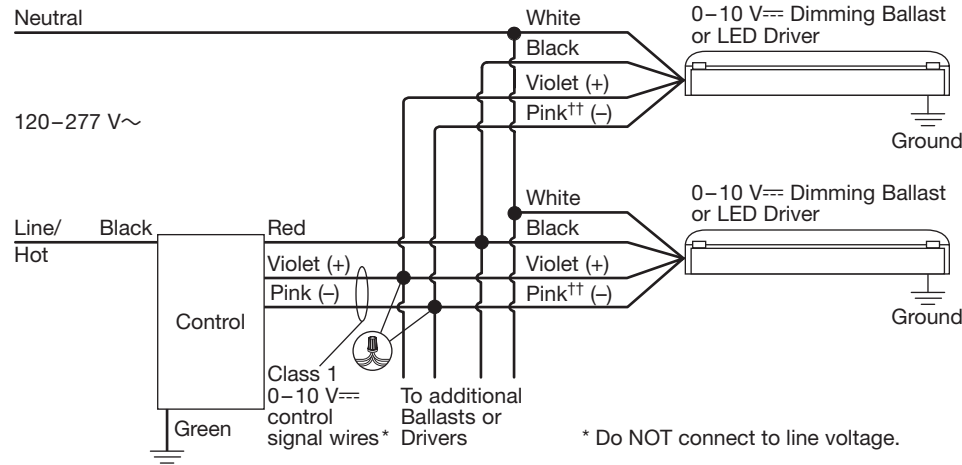 Neutral
White
0–10 V⎓ Dimming Ballast
or LED Driver
Black
Violet (+)
Pink†† (–)
120–277 V~
Ground
White
0–10 V⎓ Dimming Ballast
or LED Driver
Line/
Hot
Black
Red
Black
Violet (+)
Violet (+)
Pink (–)
Pink†† (–)
Ground
Control
Class 1
0–10 V⎓
control
signal wires*
To additional
Ballasts or
Drivers
Green
* Do NOT connect to line voltage.